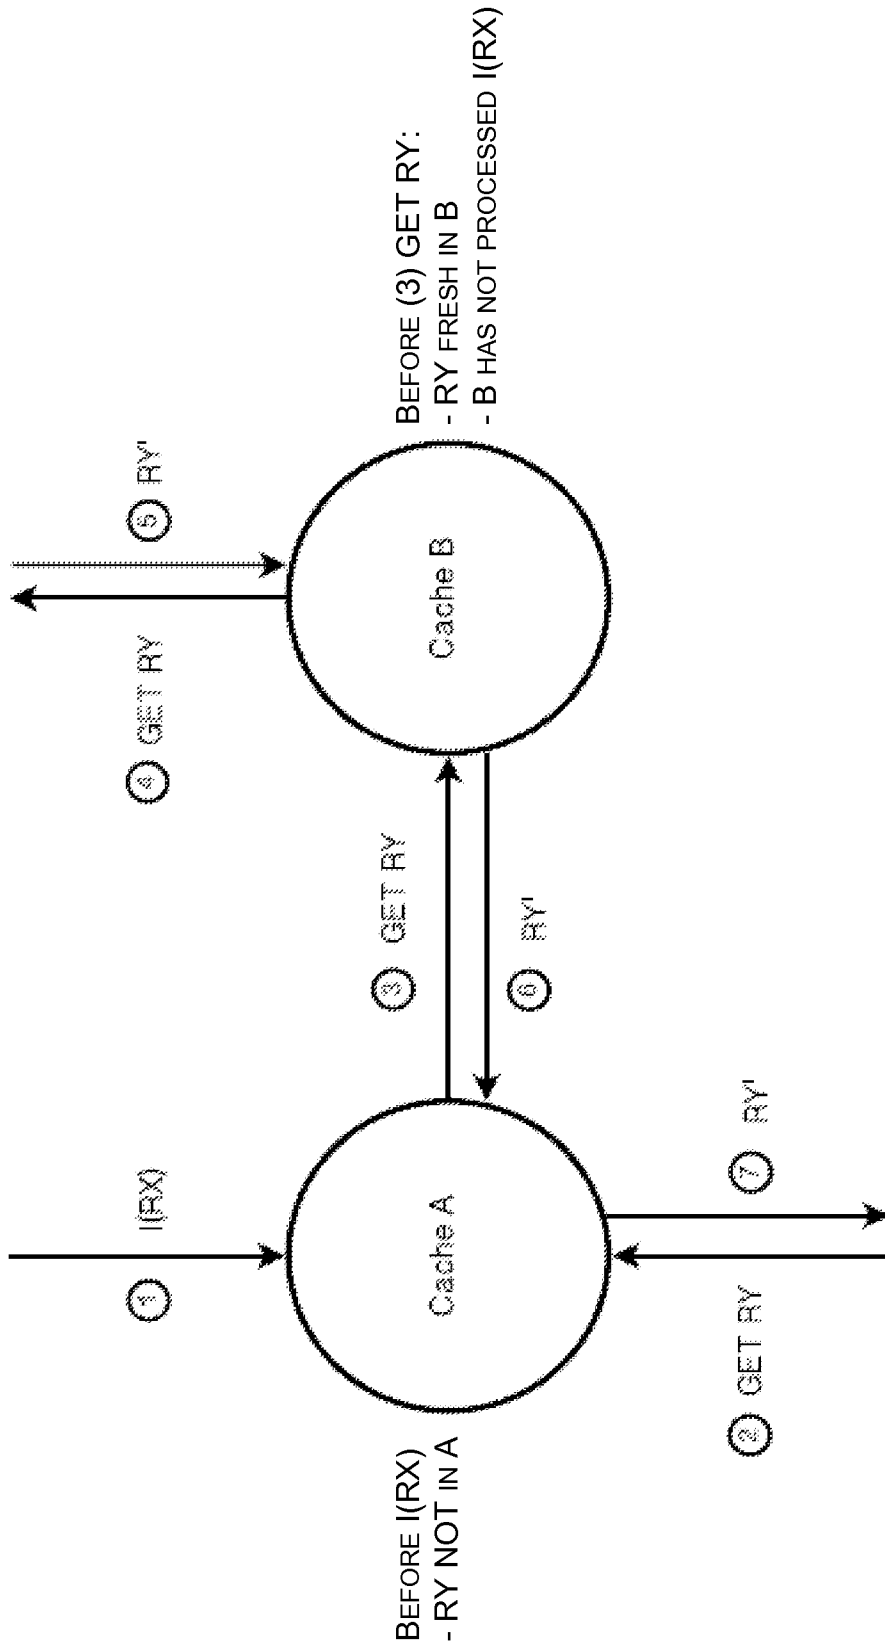 BEFORE I(RX)
- RY NOT IN A
1 I(RX)
Cache A
2 GET RY
7 RY'
3 GET RY
6 RY'
4 GET RY
5 RY'
Cache B
BEFORE (3) GET RY:
- RY FRESH IN B
- B HAS NOT PROCESSED I(RX)